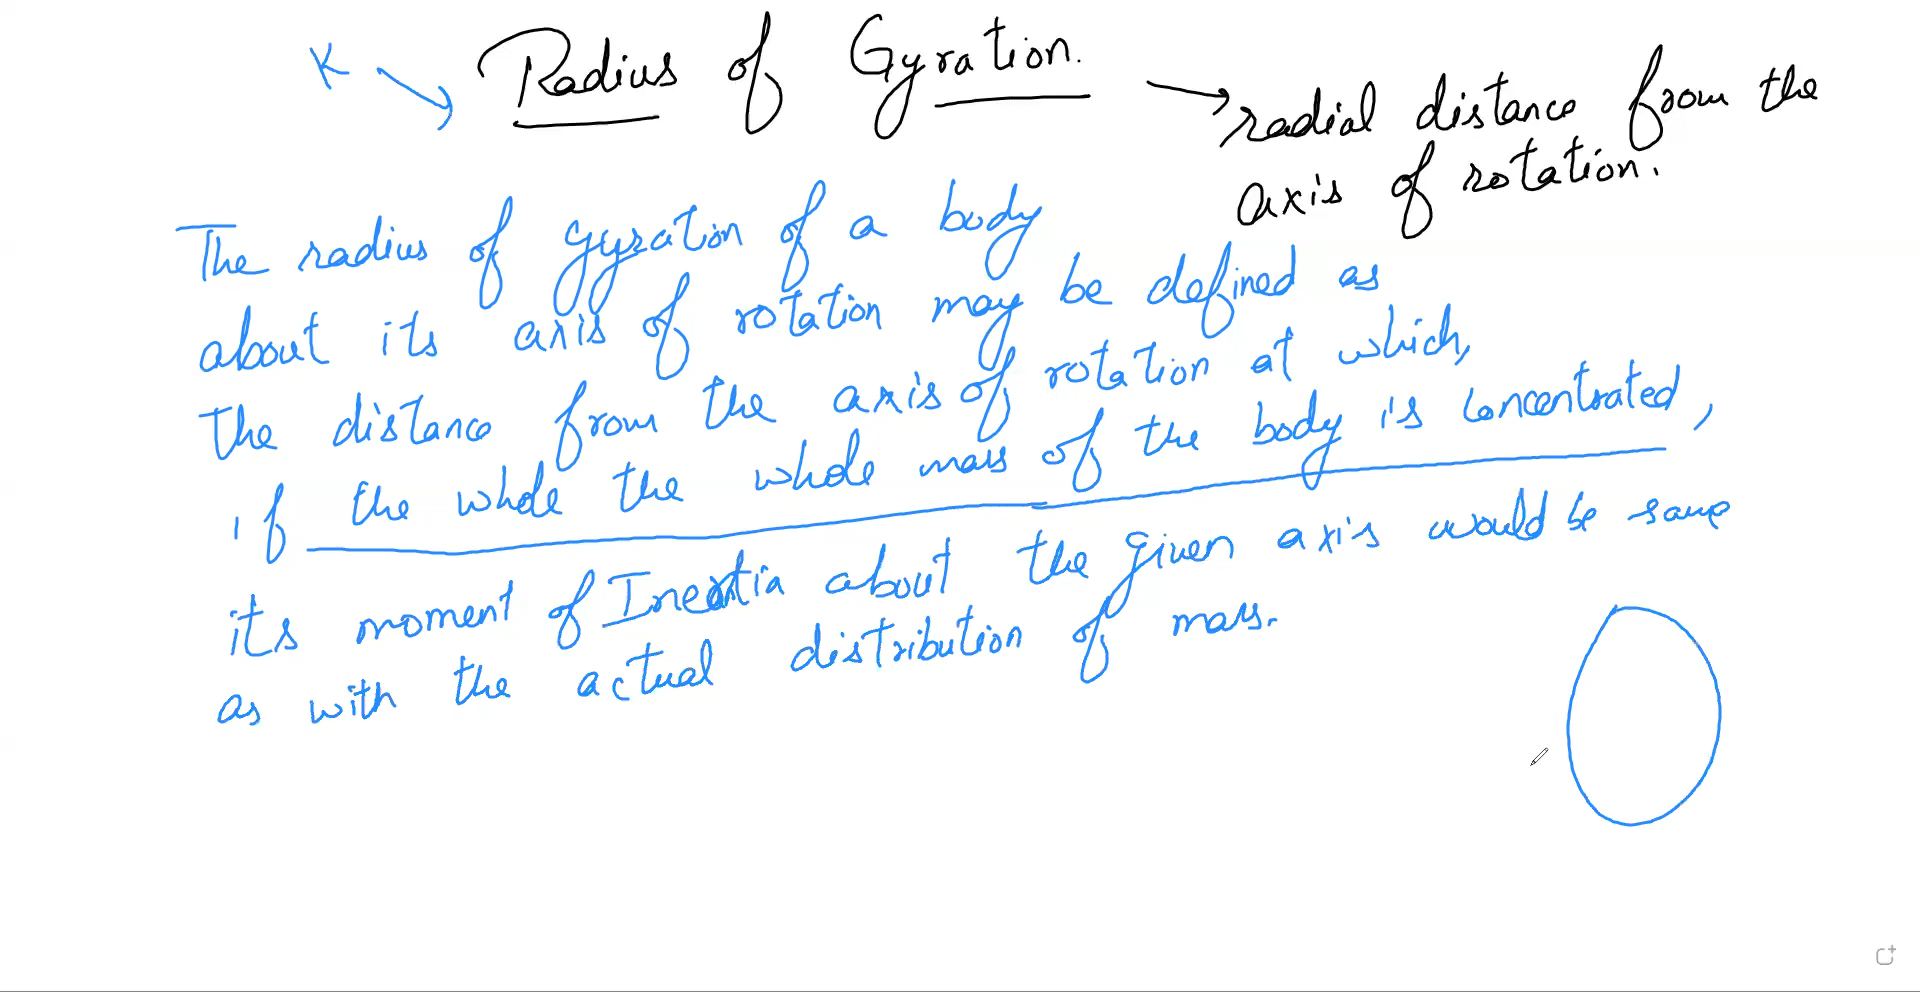 K → Radius of Gyration. → radial distance from the
axis of rotation.
The radius of gyration of a body
about its axis of rotation may be defined as
the distance from the axis of rotation at which,
if the whole the whole mass of the body is concentrated,
its moment of Inertia about the given axis would be same
as with the actual distribution of mass.